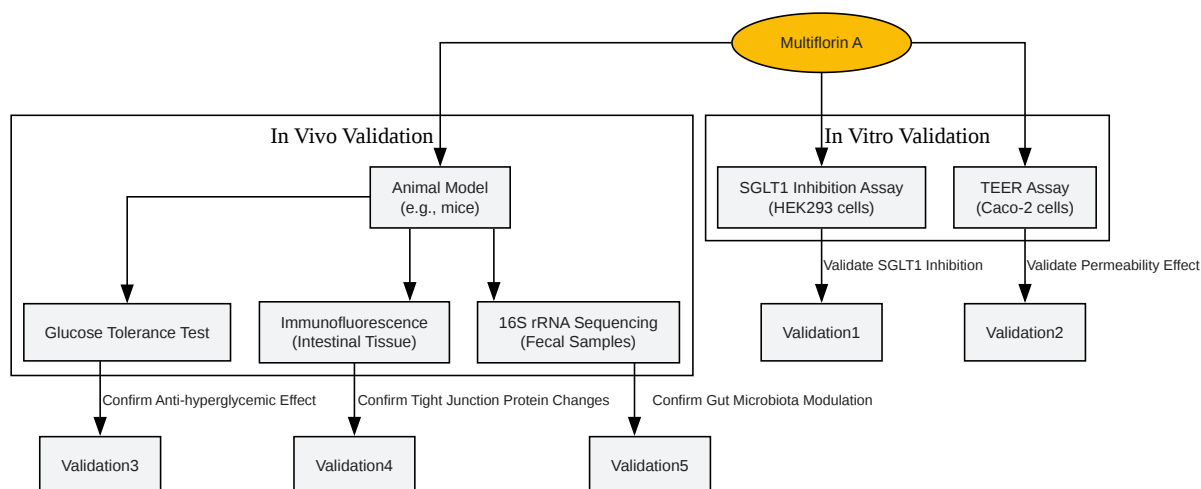 Multiflorin A
In Vivo Validation
In Vitro Validation
Animal Model
(e.g., mice)
SGLT1 Inhibition Assay
(HEK293 cells)
TEER Assay
(Caco-2 cells)
Validate SGLT1 Inhibition
Validate Permeability Effect
Glucose Tolerance Test
Immunofluorescence
(Intestinal Tissue)
16S rRNA Sequencing
(Fecal Samples)
Validation1
Validation2
Confirm Anti-hyperglycemic Effect
Confirm Tight Junction Protein Changes
Confirm Gut Microbiota Modulation
Validation3
Validation4
Validation5